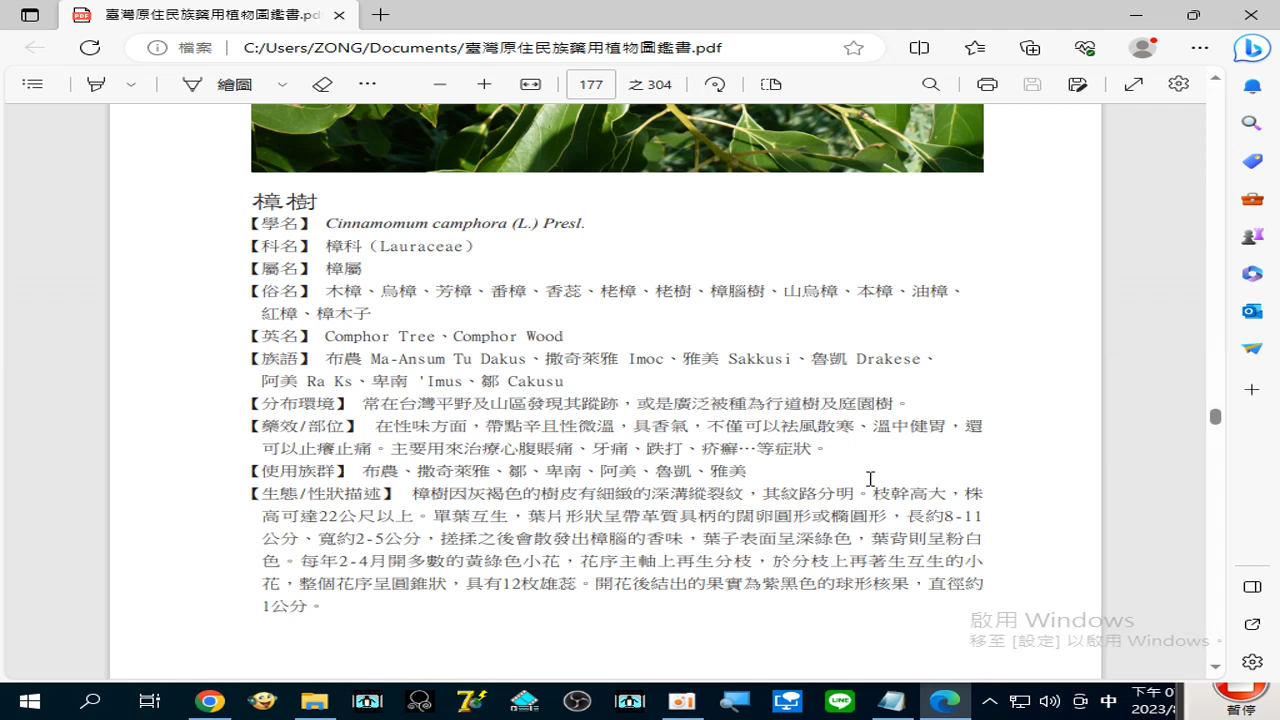 臺灣原住民族藥用植物圖鑑書.pd
檔案 C:/Users/ZONG/Documents/臺灣原住民族藥用植物圖鑑書.pdf
繪圖 177 之 304
樟樹
【學名】 Cinnamomum camphora (L.) Presl.
【科名】 樟科（Lauraceae）
【屬名】 樟屬
【俗名】 木樟、烏樟、芳樟、番樟、香蕊、栳樟、栳樹、樟腦樹、山烏樟、本樟、油樟、
紅樟、樟木子
【英名】 Comphor Tree、Comphor Wood
【族語】 布農 Ma-Ansum Tu Dakus、撒奇萊雅 Imoc、雅美 Sakkusi、魯凱 Drakese、
阿美 Ra Ks、卑南 'Imus、鄒 Cakusu
【分布環境】 常在台灣平野及山區發現其蹤跡，或是廣泛被種為行道樹及庭園樹。
【藥效/部位】 在性味方面，帶點辛且性微溫，具香氣，不僅可以袪風散寒、溫中健胃，還
可以止癢止痛。主要用來治療心腹脹痛、牙痛、跌打、疥癬…等症狀。
【使用族群】 布農、撒奇萊雅、鄒、卑南、阿美、魯凱、雅美
【生態/性狀描述】 樟樹因灰褐色的樹皮有細緻的深溝縱裂紋，其紋路分明。枝幹高大，株
高可達22公尺以上。單葉互生，葉片形狀呈帶革質具柄的闊卵圓形或橢圓形，長約8-11
公分、寬約2-5公分，搓揉之後會散發出樟腦的香味，葉子表面呈深綠色，葉背則呈粉白
色。每年2-4月開多數的黃綠色小花，花序主軸上再生分枝，於分枝上再著生互生的小
花，整個花序呈圓錐狀，具有12枚雄蕊。開花後結出的果實為紫黑色的球形核果，直徑約
1公分。
啟用 Windows
移至 [設定] 以啟用 Windows。
中 下午 0
2023/8
暫停